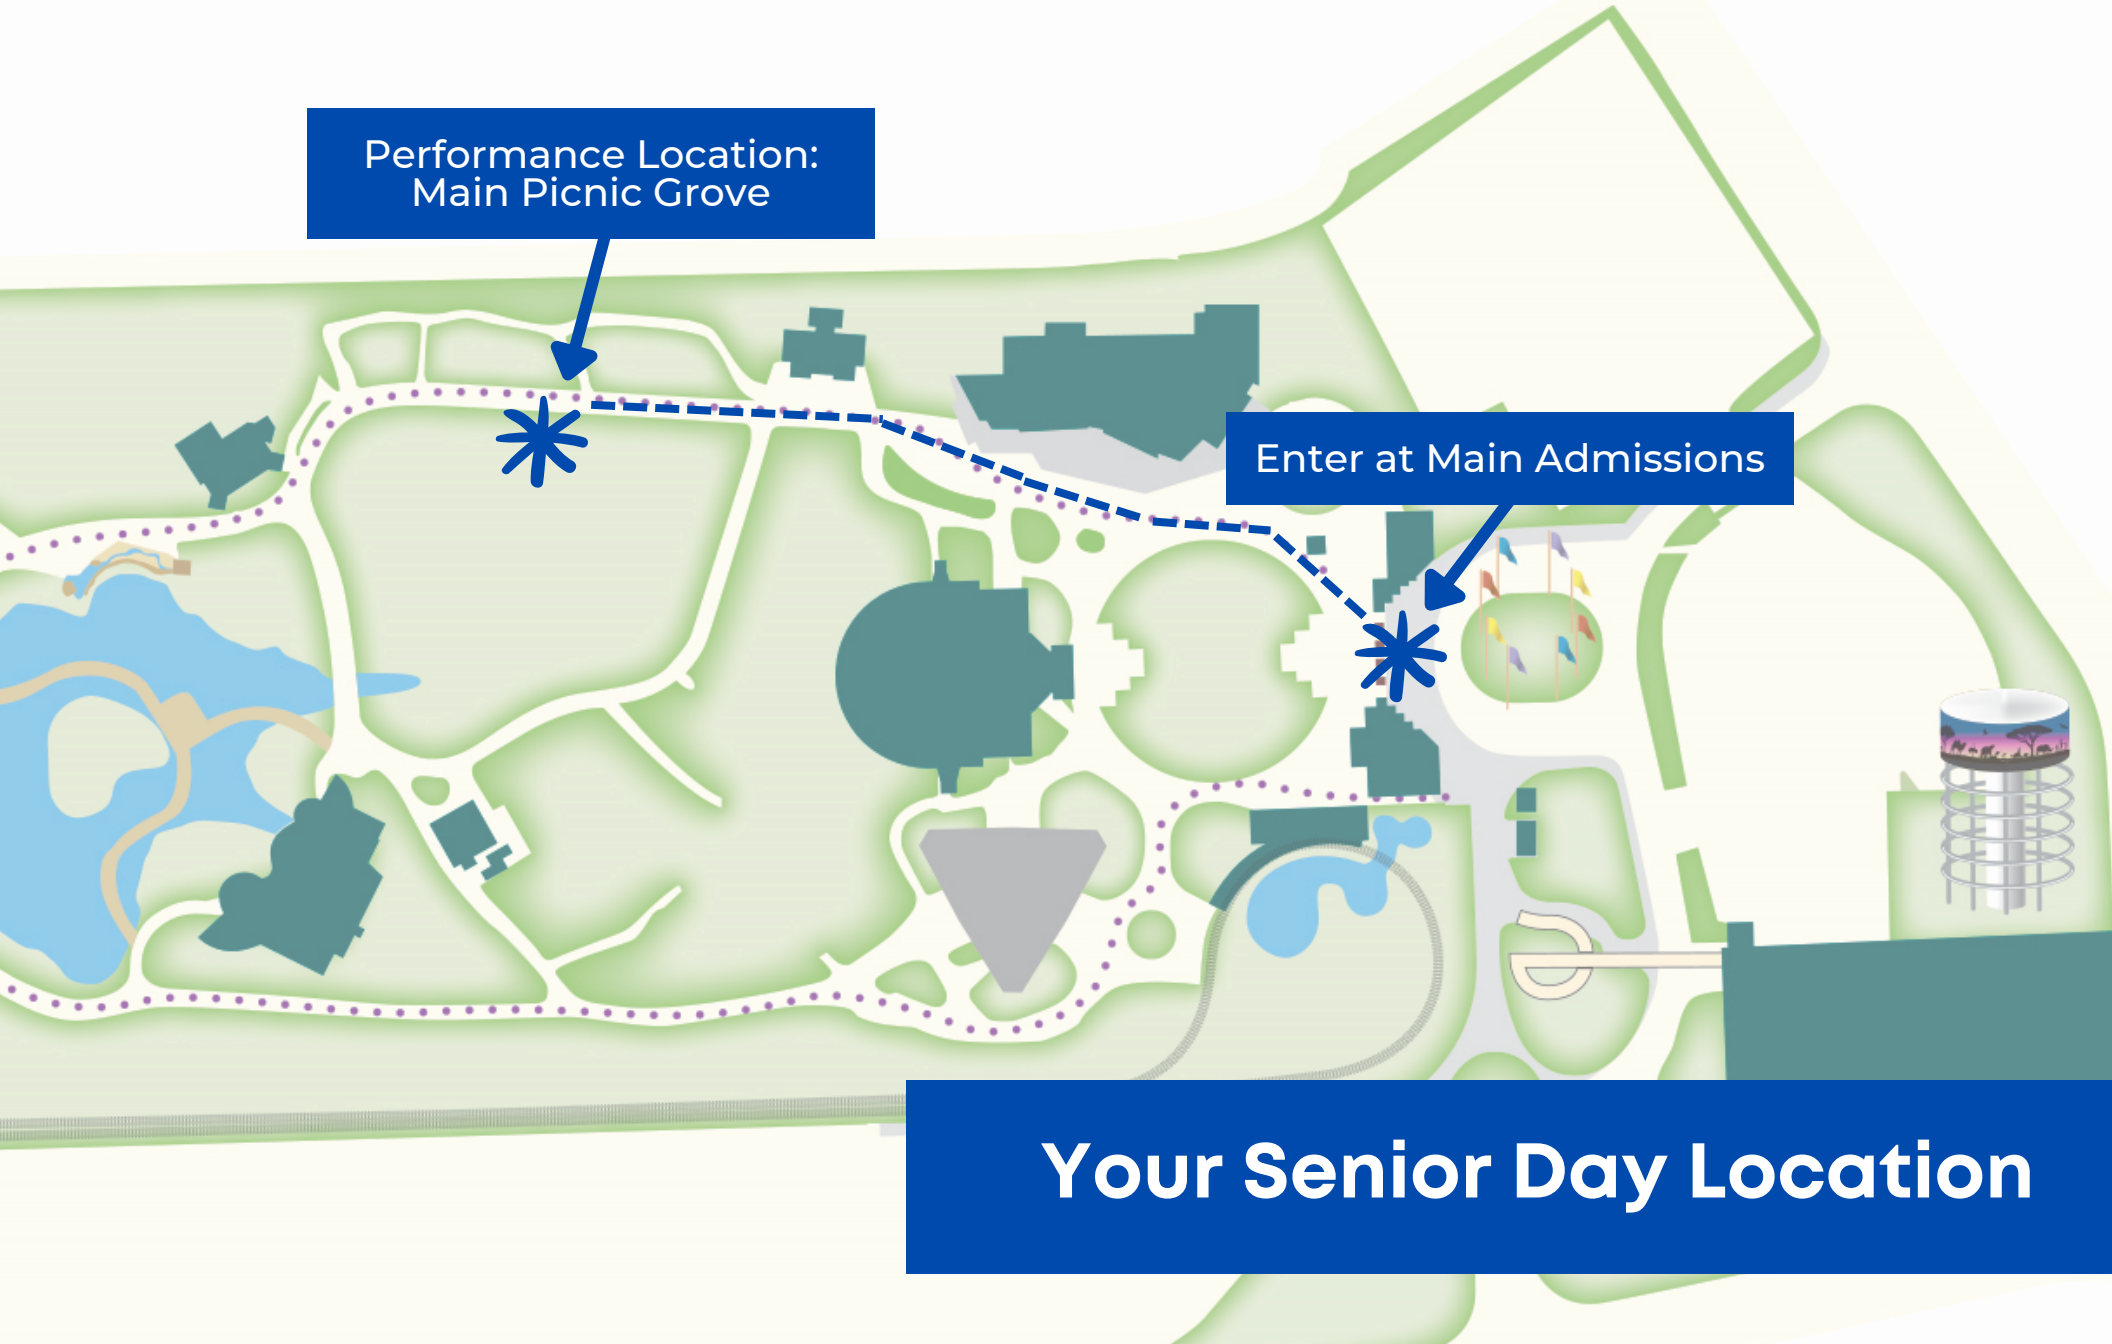 Performance Location:
Main Picnic Grove
Enter at Main Admissions
Your Senior Day Location